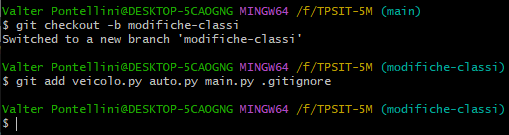 Valter Pontellini@DESKTOP-5CAOGNG MINGW64 /f/TPSIT-5M (main)
$ git checkout -b modifiche-classi
Switched to a new branch 'modifiche-classi'
Valter Pontellini@DESKTOP-5CAOGNG MINGW64 /f/TPSIT-5M (modifiche-classi)
$ git add veicolo.py auto.py main.py .gitignore
Valter Pontellini@DESKTOP-5CAOGNG MINGW64 /f/TPSIT-5M (modifiche-classi)
$